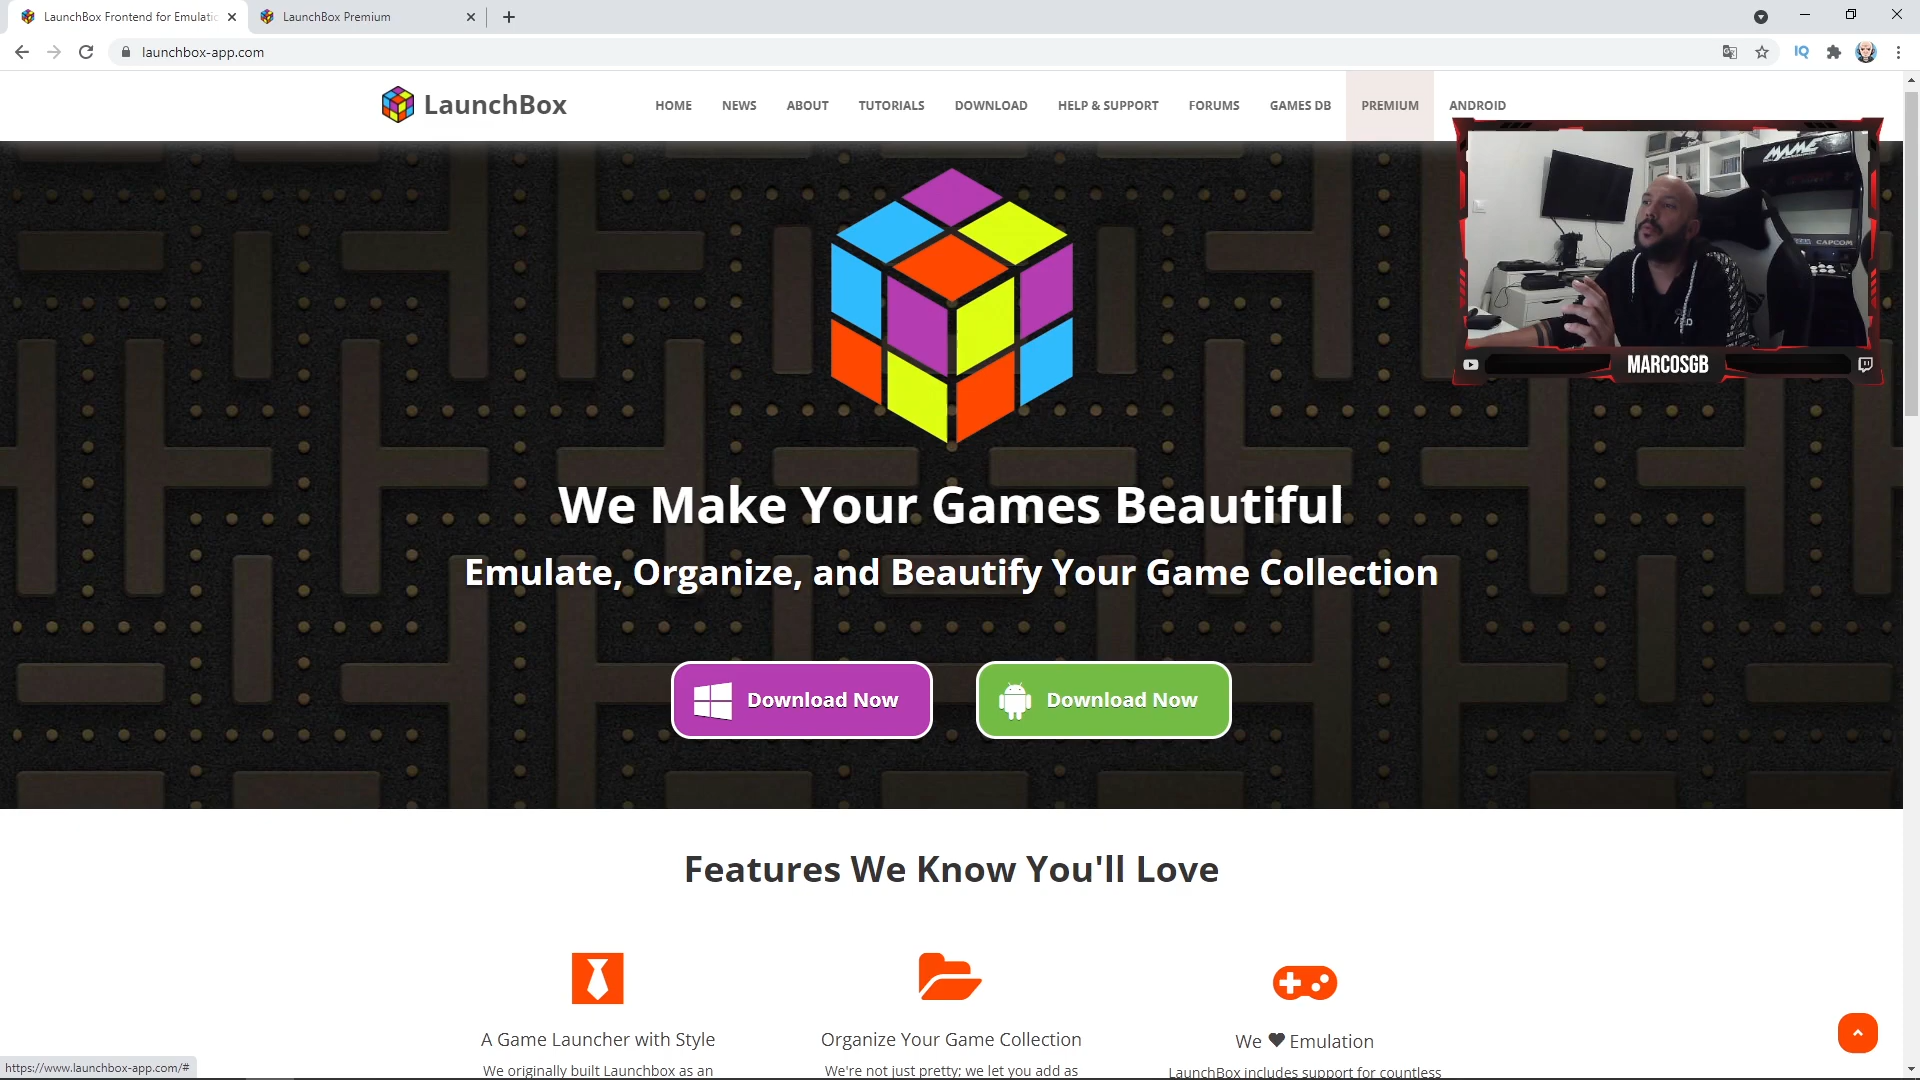 LaunchBox Frontend for Emulatic
LaunchBox Premium
launchbox-app.com
LaunchBox
HOME
NEWS
ABOUT
TUTORIALS
DOWNLOAD
HELP & SUPPORT
FORUMS
GAMES DB
PREMIUM
ANDROID
MAME
CAPCOM
MARCOSGB
We Make Your Games Beautiful
Emulate, Organize, and Beautify Your Game Collection
Download Now
Download Now
Features We Know You'll Love
A Game Launcher with Style
Organize Your Game Collection
We ♥ Emulation
We originally built Launchbox as an
We're not just pretty; we let you add as
LaunchBox includes support for countless
https://www.launchbox-app.com/#